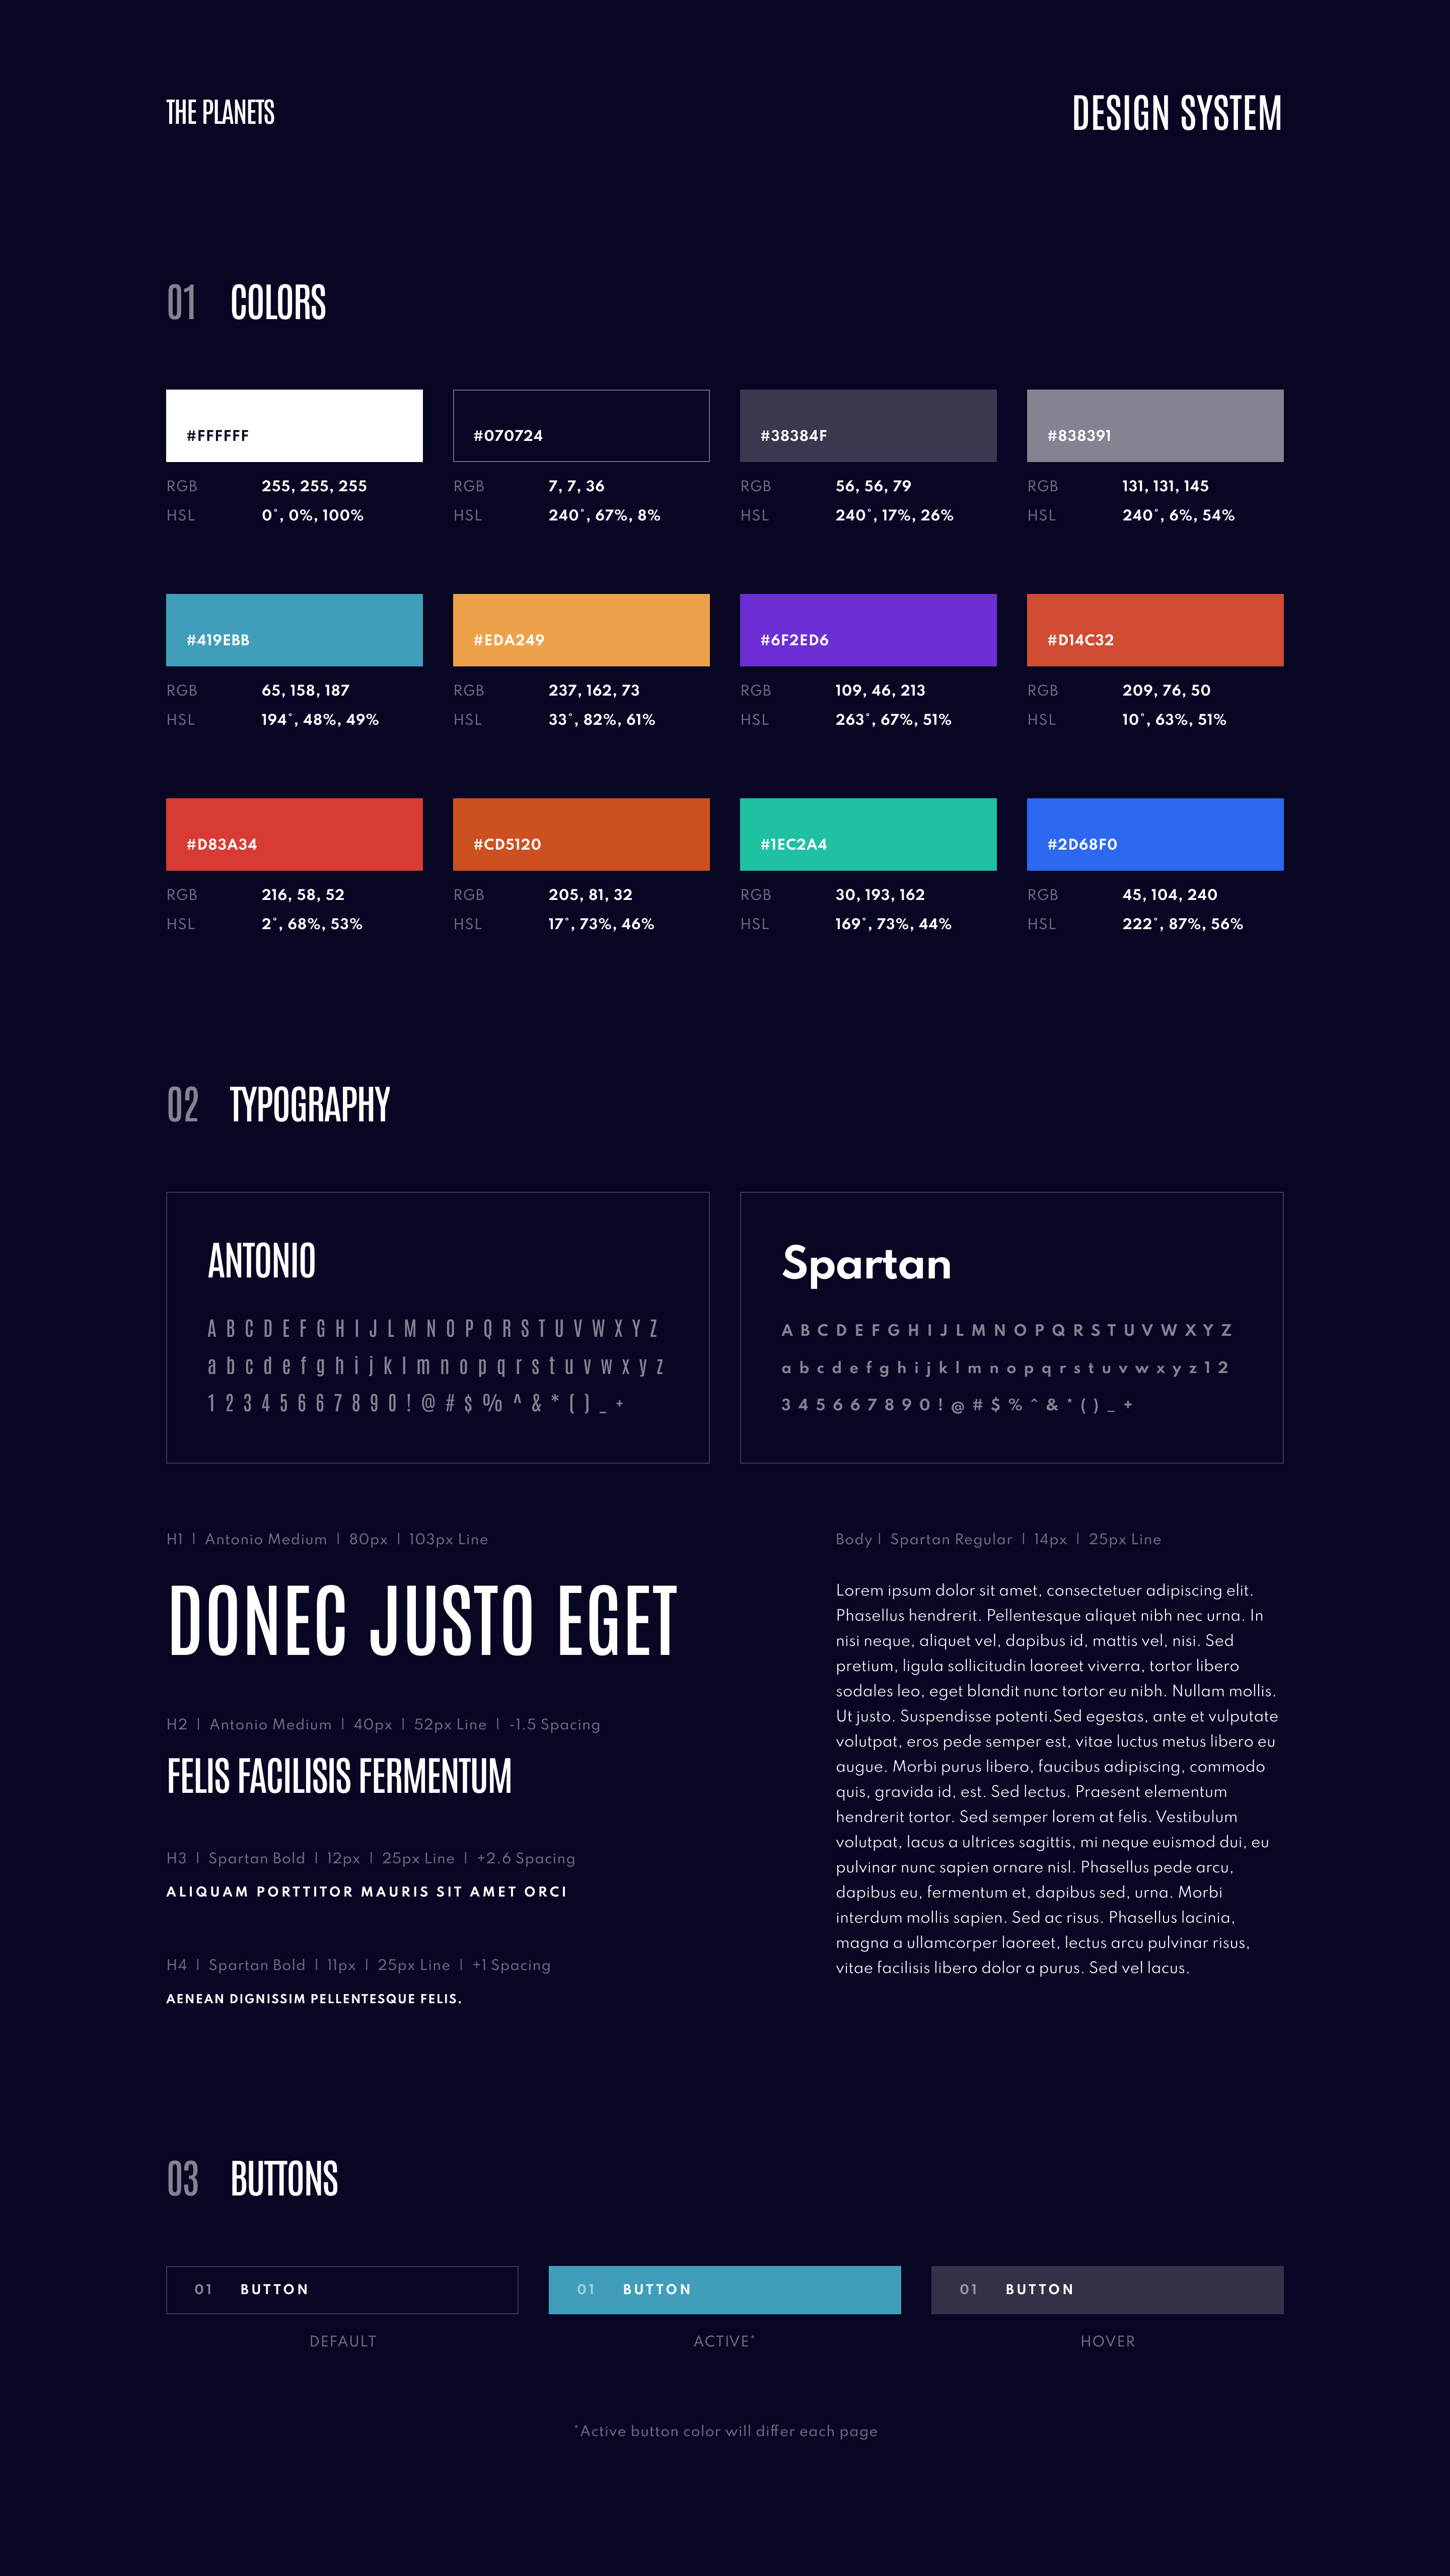 THE PLANETS
DESIGN SYSTEM
01 COLORS
#FFFFFF
RGB 255, 255, 255
HSL 0°, 0%, 100%
#070724
RGB 7, 7, 36
HSL 240°, 67%, 8%
#38384F
RGB 56, 56, 79
HSL 240°, 17%, 26%
#838391
RGB 131, 131, 145
HSL 240°, 6%, 54%
#419EBB
RGB 65, 158, 187
HSL 194°, 48%, 49%
#EDA249
RGB 237, 162, 73
HSL 33°, 82%, 61%
#6F2ED6
RGB 109, 46, 213
HSL 263°, 67%, 51%
#D14C32
RGB 209, 76, 50
HSL 10°, 63%, 51%
#D83A34
RGB 216, 58, 52
HSL 2°, 68%, 53%
#CD5120
RGB 205, 81, 32
HSL 17°, 73%, 46%
#1EC2A4
RGB 30, 193, 162
HSL 169°, 73%, 44%
#2D68F0
RGB 45, 104, 240
HSL 222°, 87%, 56%
02 TYPOGRAPHY
ANTONIO
A B C D E F G H I J L M N O P Q R S T U V W X Y Z
a b c d e f g h i j k l m n o p q r s t u v w x y z
1 2 3 4 5 6 6 7 8 9 0 ! @ # $ % ^ & * ( ) _ +
Spartan
A B C D E F G H I J L M N O P Q R S T U V W X Y Z
a b c d e f g h i j k l m n o p q r s t u v w x y z 1 2
3 4 5 6 6 7 8 9 0 ! @ # $ % ^ & * ( ) _ +
H1 | Antonio Medium | 80px | 103px Line
DONEC JUSTO EGET
H2 | Antonio Medium | 40px | 52px Line | -1.5 Spacing
FELIS FACILISIS FERMENTUM
H3 | Spartan Bold | 12px | 25px Line | +2.6 Spacing
ALIQUAM PORTTITOR MAURIS SIT AMET ORCI
H4 | Spartan Bold | 11px | 25px Line | +1 Spacing
AENEAN DIGNISSIM PELLENTESQUE FELIS.
Body | Spartan Regular | 14px | 25px Line
Lorem ipsum dolor sit amet, consectetuer adipiscing elit.
Phasellus hendrerit. Pellentesque aliquet nibh nec urna. In
nisi neque, aliquet vel, dapibus id, mattis vel, nisi. Sed
pretium, ligula sollicitudin laoreet viverra, tortor libero
sodales leo, eget blandit nunc tortor eu nibh. Nullam mollis.
Ut justo. Suspendisse potenti.Sed egestas, ante et vulputate
volutpat, eros pede semper est, vitae luctus metus libero eu
augue. Morbi purus libero, faucibus adipiscing, commodo
quis, gravida id, est. Sed lectus. Praesent elementum
hendrerit tortor. Sed semper lorem at felis. Vestibulum
volutpat, lacus a ultrices sagittis, mi neque euismod dui, eu
pulvinar nunc sapien ornare nisl. Phasellus pede arcu,
dapibus eu, fermentum et, dapibus sed, urna. Morbi
interdum mollis sapien. Sed ac risus. Phasellus lacinia,
magna a ullamcorper laoreet, lectus arcu pulvinar risus,
vitae facilisis libero dolor a purus. Sed vel lacus.
03 BUTTONS
01 BUTTON
DEFAULT
01 BUTTON
ACTIVE*
01 BUTTON
HOVER
*Active button color will differ each page